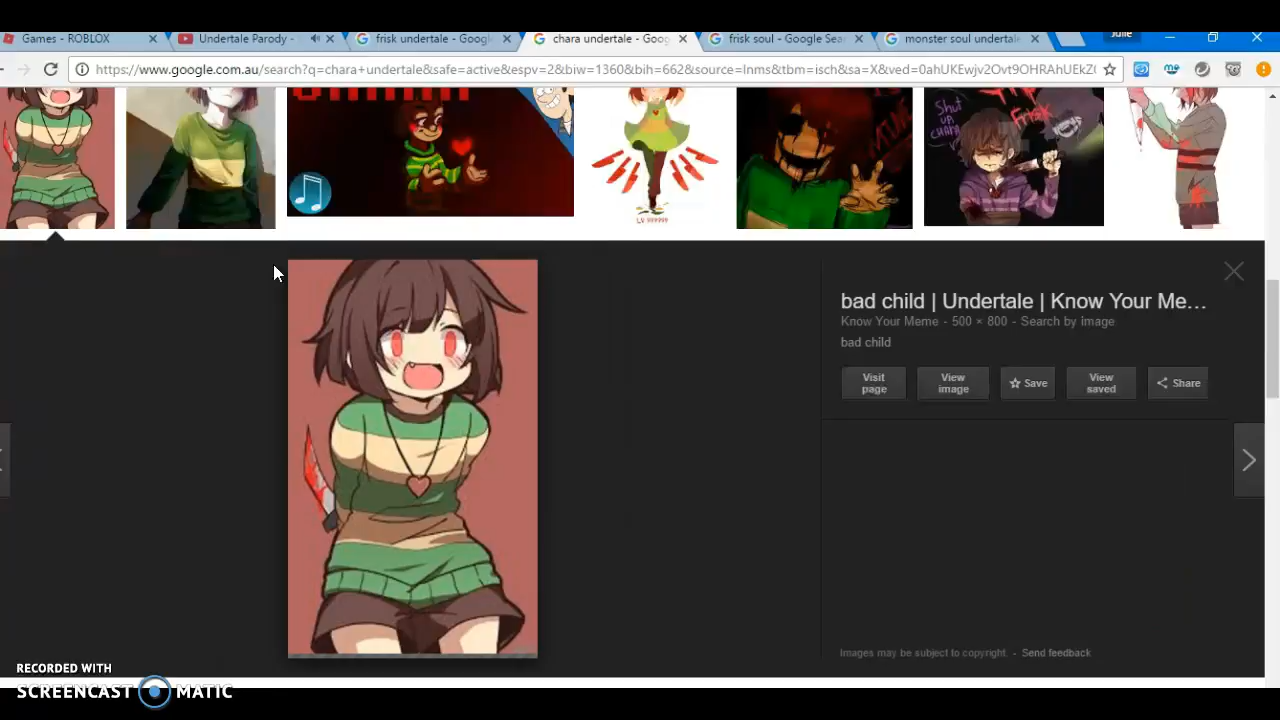 Games - ROBLOX
Undertale Parody -
frisk undertale - Google
chara undertale - Goog
frisk soul - Google Sea
monster soul undertale
Julie
https://www.google.com.au/search?q=chara+undertale&safe=active&espv=2&biw=1360&bih=662&source=lnms&tbm=isch&sa=X&ved=0ahUKEwjv2Ovt9OHRAhUEkZ
Shut
up,
CHARA
Frisk
bad child | Undertale | Know Your Me...
Know Your Meme - 500 × 800 - Search by image
bad child
Visit page
View image
Save
View saved
Share
Images may be subject to copyright. - Send feedback
RECORDED WITH
SCREENCAST MATIC